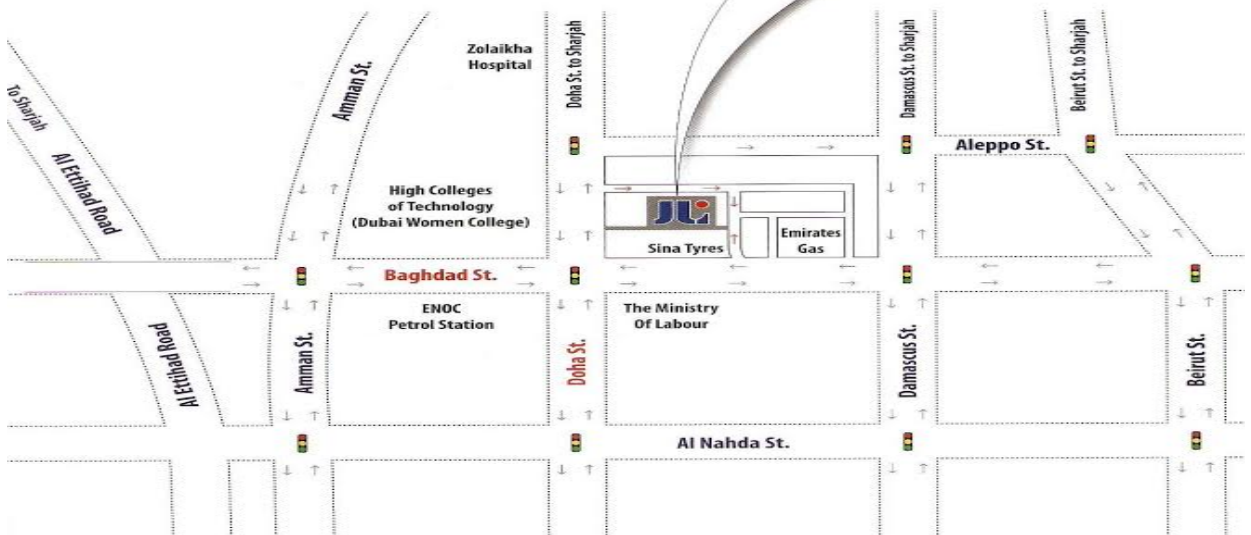 Zolaikha
Hospital
Doha St. to Sharjah
Damascus St. to Sharjah
Beirut St. to Sharjah
To Sharjah
Al Ettihad Road
Amman St.
Aleppo St.
High Colleges
of Technology
(Dubai Women College)
JLi
Sina Tyres
Emirates
Gas
Baghdad St.
ENOC
Petrol Station
The Ministry
Of Labour
Al Ettihad Road
Amman St.
Doha St.
Damascus St.
Beirut St.
Al Nahda St.